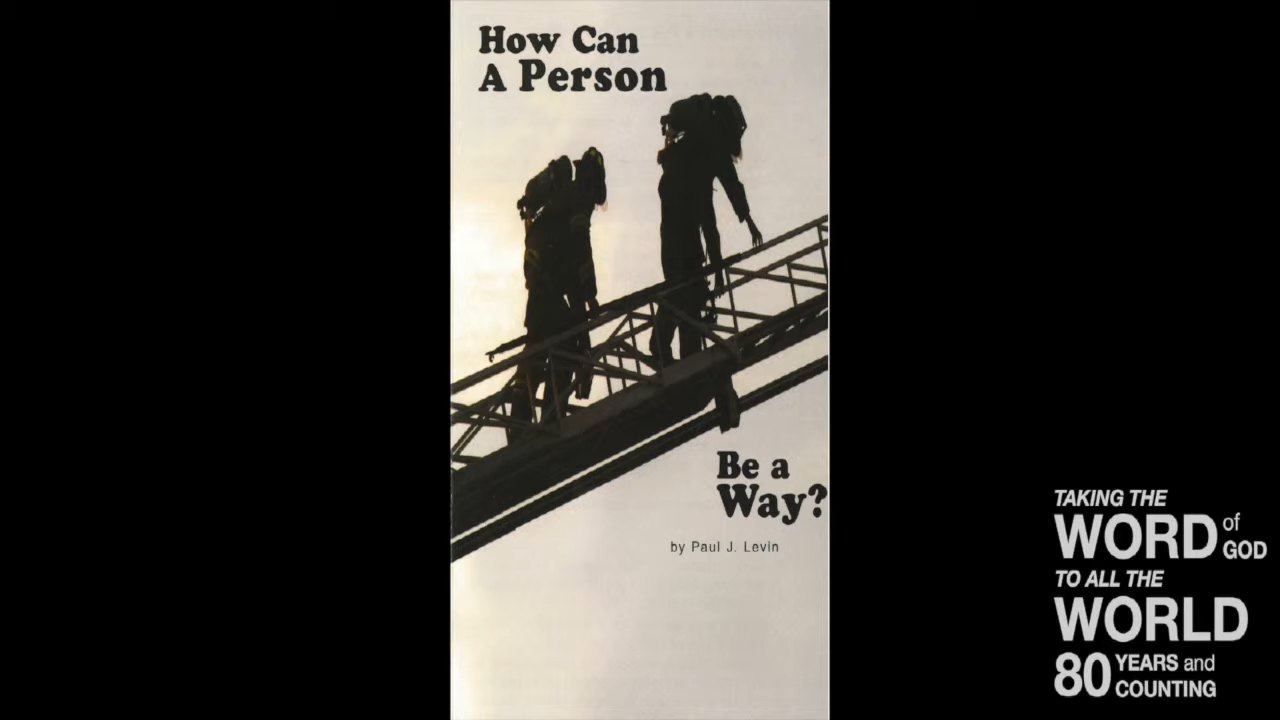 How Can
A Person
Be a
Way?
by Paul J. Levin
TAKING THE
WORD of
GOD
TO ALL THE
WORLD
80 YEARS and
COUNTING